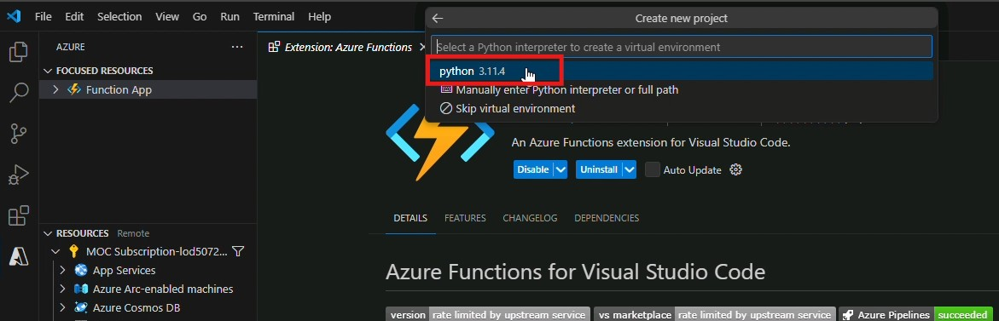 File Edit Selection View Go Run Terminal Help
Create new project
AZURE
Extension: Azure Functions
Select a Python interpreter to create a virtual environment
python 3.11.4
Manually enter Python interpreter or full path
Skip virtual environment
FOCUSED RESOURCES
Function App
An Azure Functions extension for Visual Studio Code.
Disable Uninstall Auto Update
DETAILS FEATURES CHANGELOG DEPENDENCIES
RESOURCES Remote
MOC Subscription-lod5072...
App Services
Azure Arc-enabled machines
Azure Cosmos DB
Azure Functions for Visual Studio Code
version rate limited by upstream service vs marketplace rate limited by upstream service Azure Pipelines succeeded